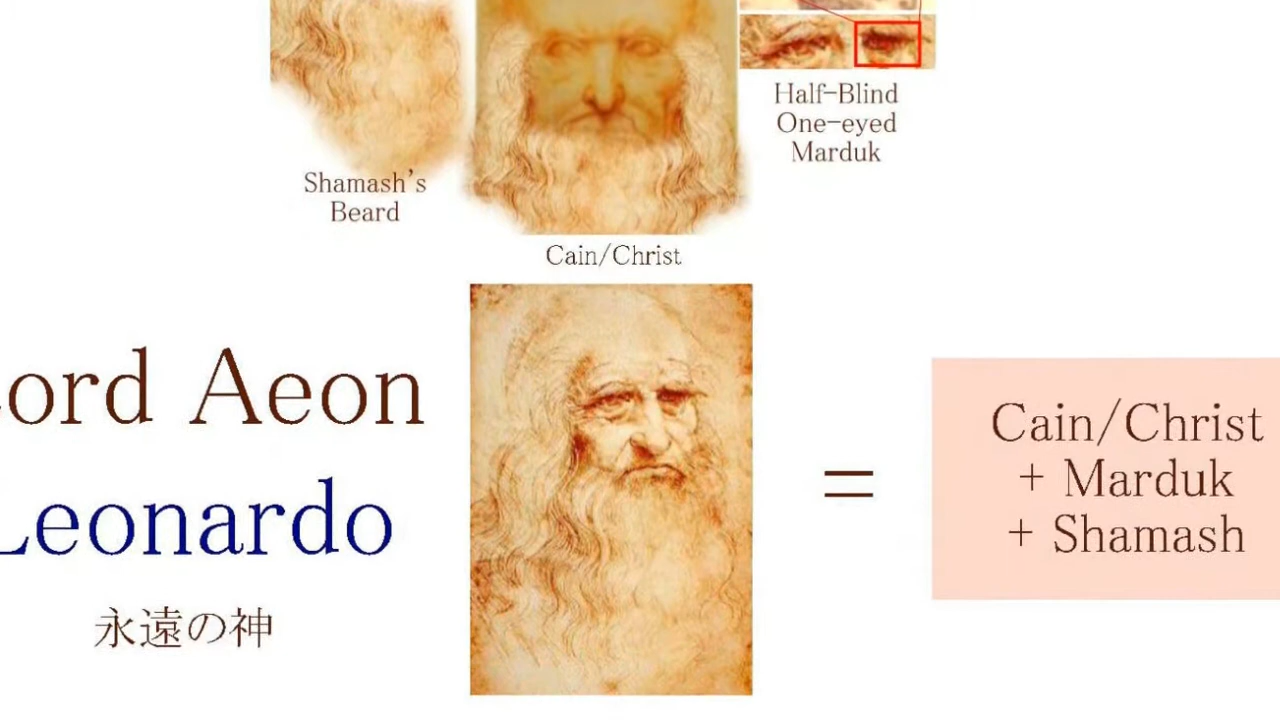 Shamash's
Beard
Cain/Christ
Half-Blind
One-eyed
Marduk
ord Aeon
Leonardo
永遠の神
=
Cain/Christ
+ Marduk
+ Shamash